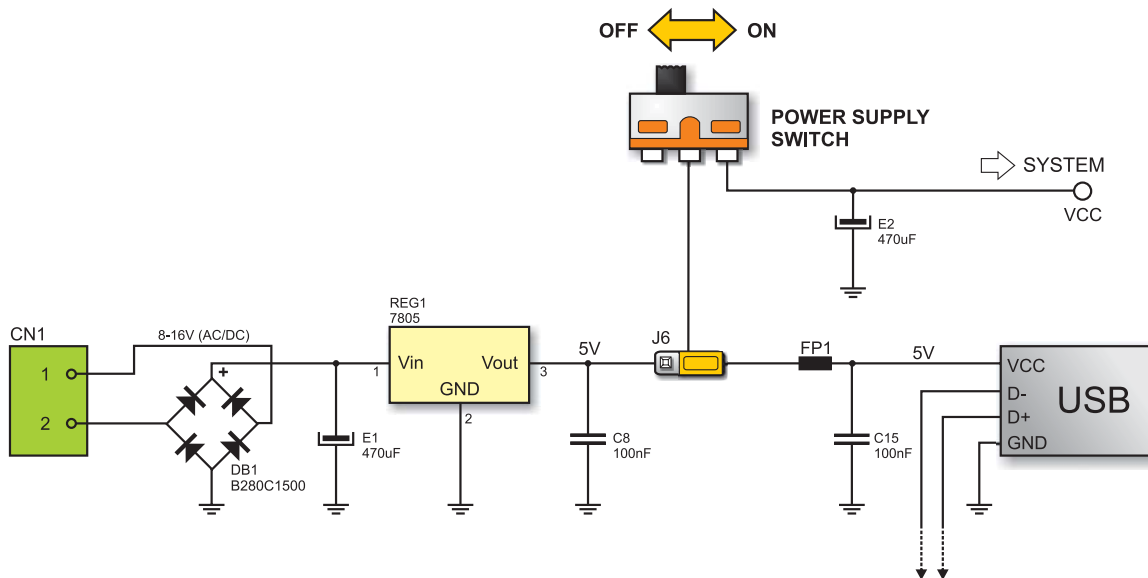 OFF ON
POWER SUPPLY
SWITCH
SYSTEM
VCC
E2
470uF
REG1
7805
CN1
8-16V (AC/DC)
1
2
+
1
Vin
Vout
3
GND
2
5V
J6
FP1
5V
VCC
D-
D+
GND
USB
E1
470uF
C8
100nF
C15
100nF
DB1
B280C1500